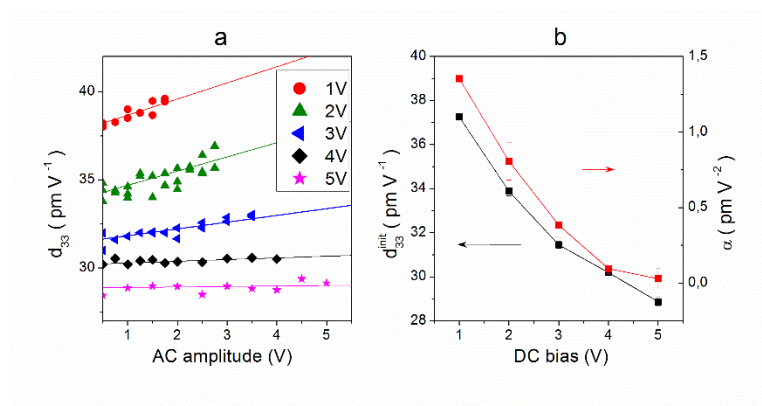 a
40
35
30
d33 ( pm V-1)
1 2 3 4 5
AC amplitude (V)
1V
2V
3V
4V
5V
b
40
38
36
34
32
30
28
d33init ( pm V-1)
1 2 3 4 5
DC bias (V)
1,5
1,0
0,5
0,0
α ( pm V-2)